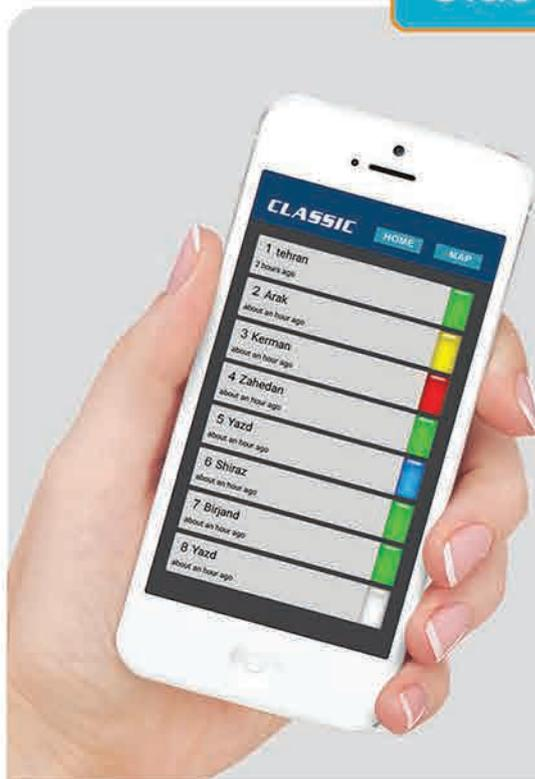 CLASSIC HOME MAP
1 tehran
2 hours ago
2 Arak
about an hour ago
3 Kerman
about an hour ago
4 Zahedan
about an hour ago
5 Yazd
about an hour ago
6 Shiraz
about an hour ago
7 Birjand
about an hour ago
8 Yazd
about an hour ago